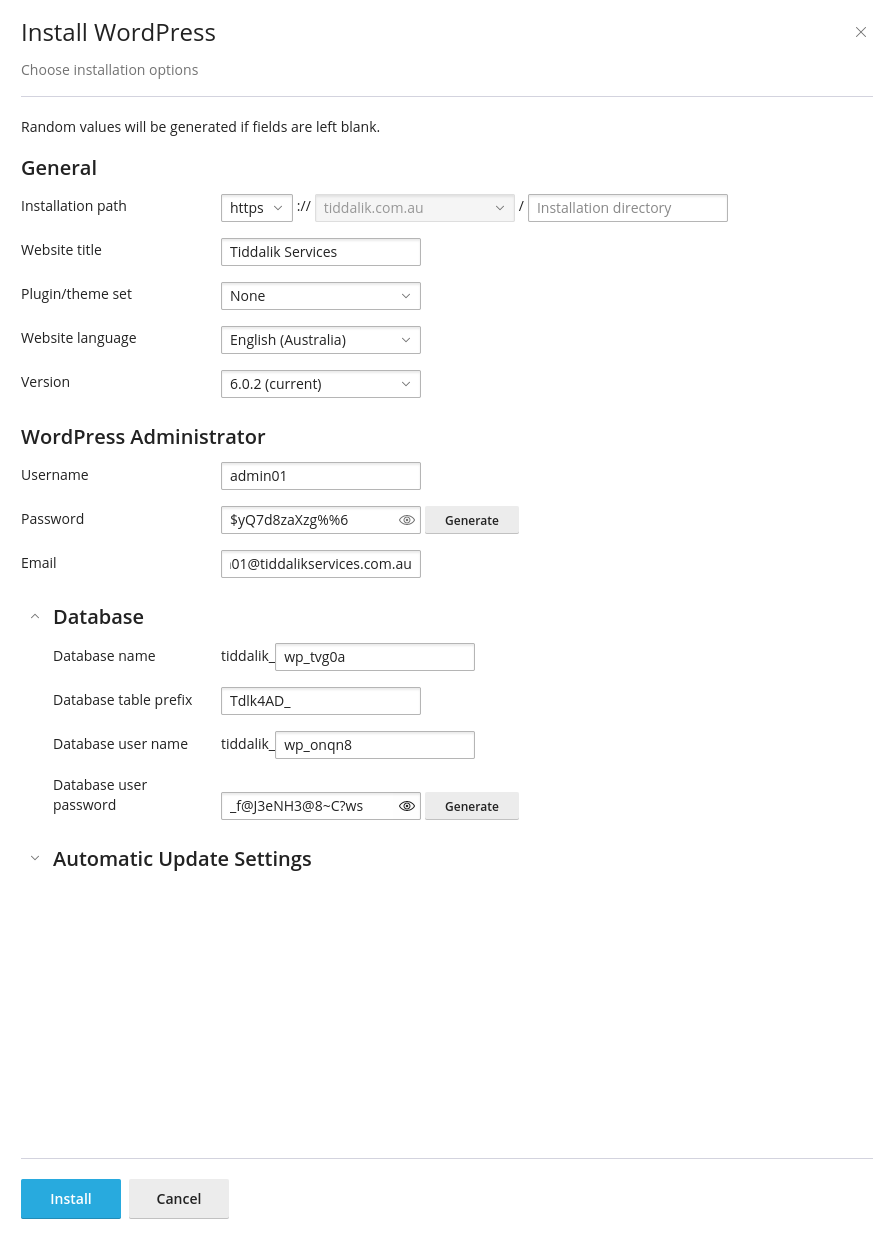 Install WordPress
Choose installation options
Random values will be generated if fields are left blank.
General
Installation path https :// tiddalik.com.au / Installation directory
Website title Tiddalik Services
Plugin/theme set None
Website language English (Australia)
Version 6.0.2 (current)
WordPress Administrator
Username admin01
Password $yQ7d8zaXzg%%6 Generate
Email 01@tiddalikservices.com.au
Database
Database name tiddalik_ wp_tvg0a
Database table prefix Tdlk4AD_
Database user name tiddalik_ wp_onqn8
Database user
password _f@J3eNH3@8~C?ws Generate
Automatic Update Settings
Install Cancel